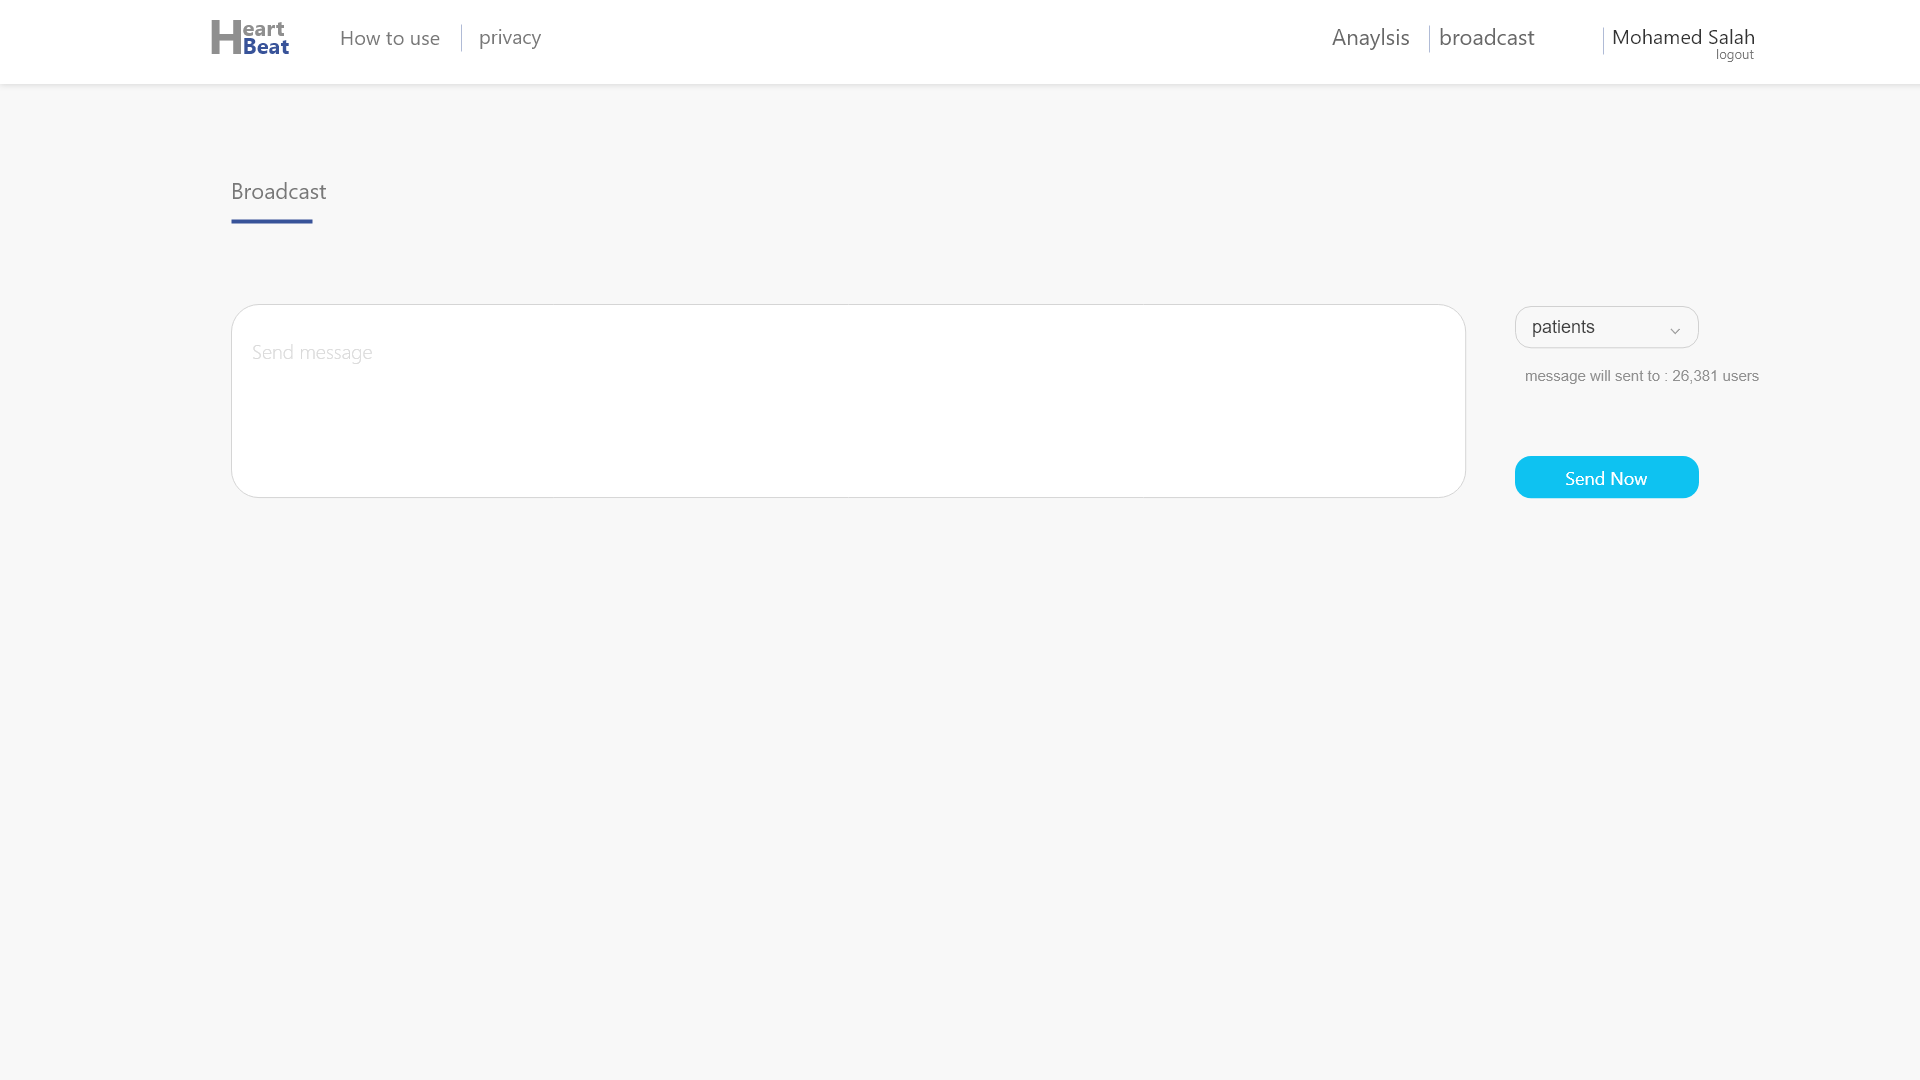 Heart
Beat
How to use
privacy
Anaylsis
broadcast
Mohamed Salah
logout
Broadcast
Send message
patients
message will sent to : 26,381 users
Send Now